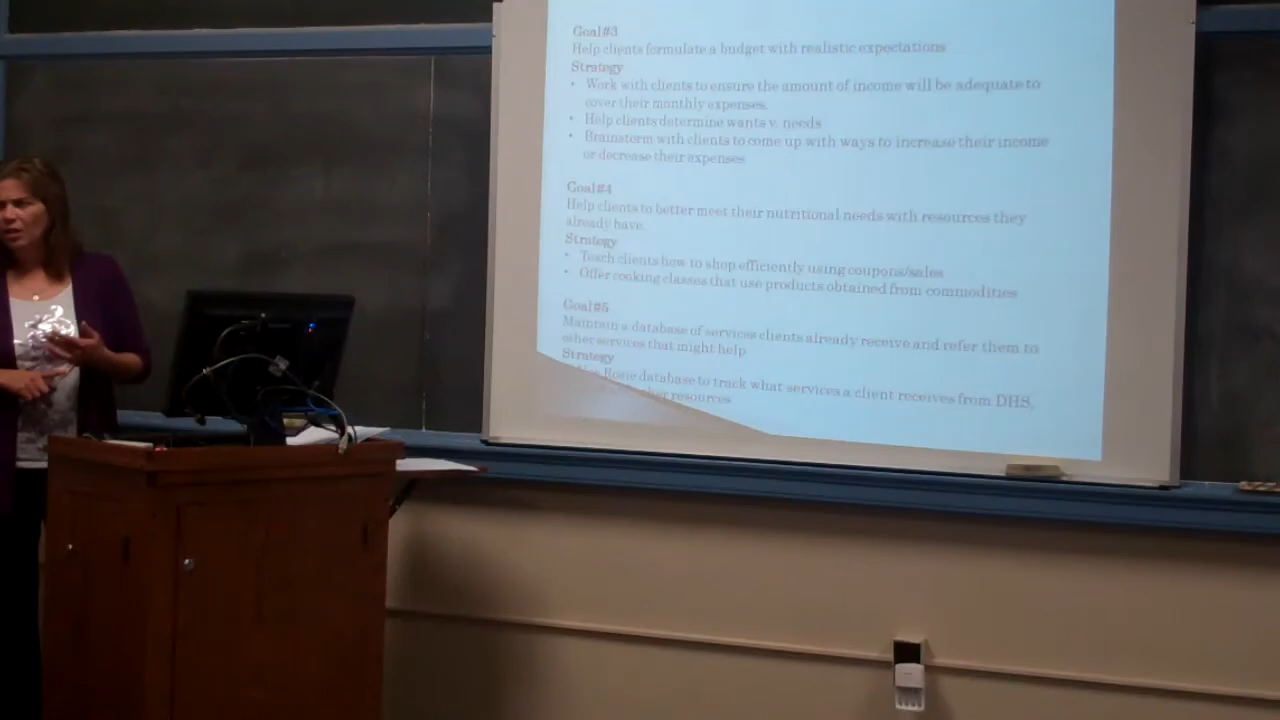 Goal#3
Help clients formulate a budget with realistic expectations
Strategy
• Work with clients to ensure the amount of income will be adequate to
cover their monthly expenses.
• Help clients determine wants v. needs
• Brainstorm with clients to come up with ways to increase their income
or decrease their expenses
Goal#4
Help clients to better meet their nutritional needs with resources they
already have.
Strategy
• Teach clients how to shop efficiently using coupons/sales
• Offer cooking classes that use products obtained from commodities
Goal#5
Maintain a database of services clients already receive and refer them to
other services that might help
Strategy
Rosie database to track what services a client receives from DHS,
resources